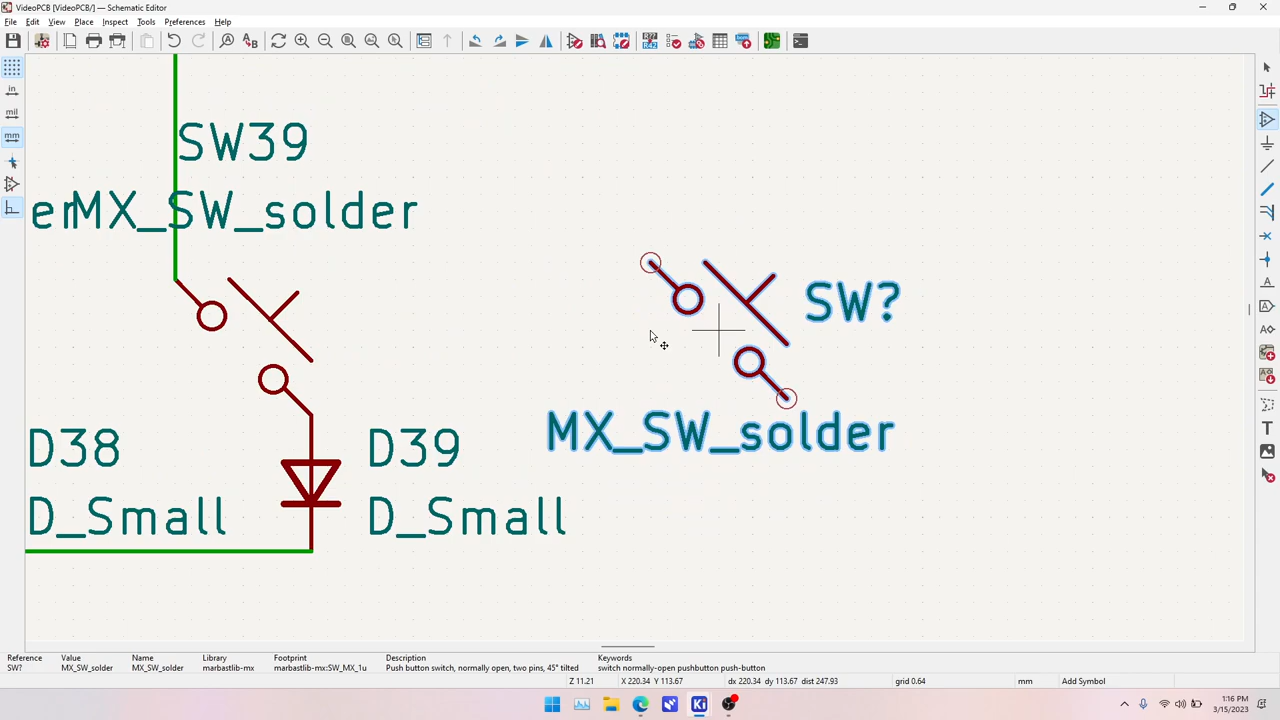 VideoPCB [VideoPCB/] — Schematic Editor
File Edit View Place Inspect Tools Preferences Help
in
mil
mm
SW39
erMX_SW_solder
SW?
MX_SW_solder
D38
D39
D_Small
D_Small
Reference Value Name Library Footprint Description Keywords
SW? MX_SW_solder MX_SW_solder marbastlib-mx marbastlib-mx:SW_MX_1u Push button switch, normally open, two pins, 45° tilted switch normally-open pushbutton push-button
Z 11.21 X 220.34 Y 113.67 dx 220.34 dy 113.67 dist 247.93 grid 0.64 mm Add Symbol
1:16 PM
3/15/2023